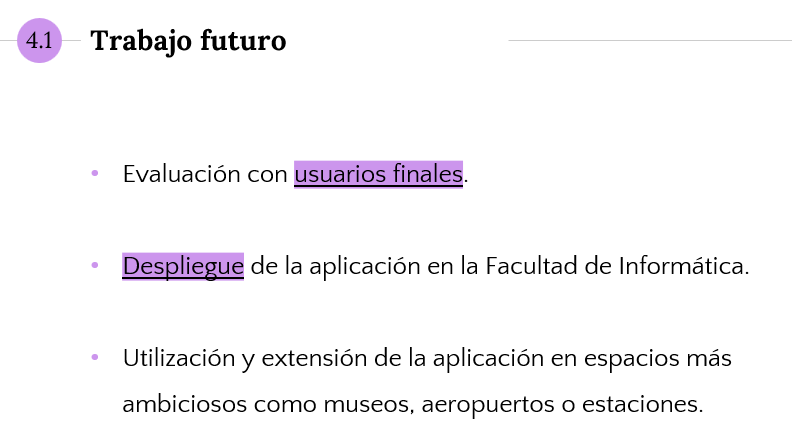 4.1 Trabajo futuro
• Evaluación con usuarios finales.
• Despliegue de la aplicación en la Facultad de Informática.
• Utilización y extensión de la aplicación en espacios más
ambiciosos como museos, aeropuertos o estaciones.